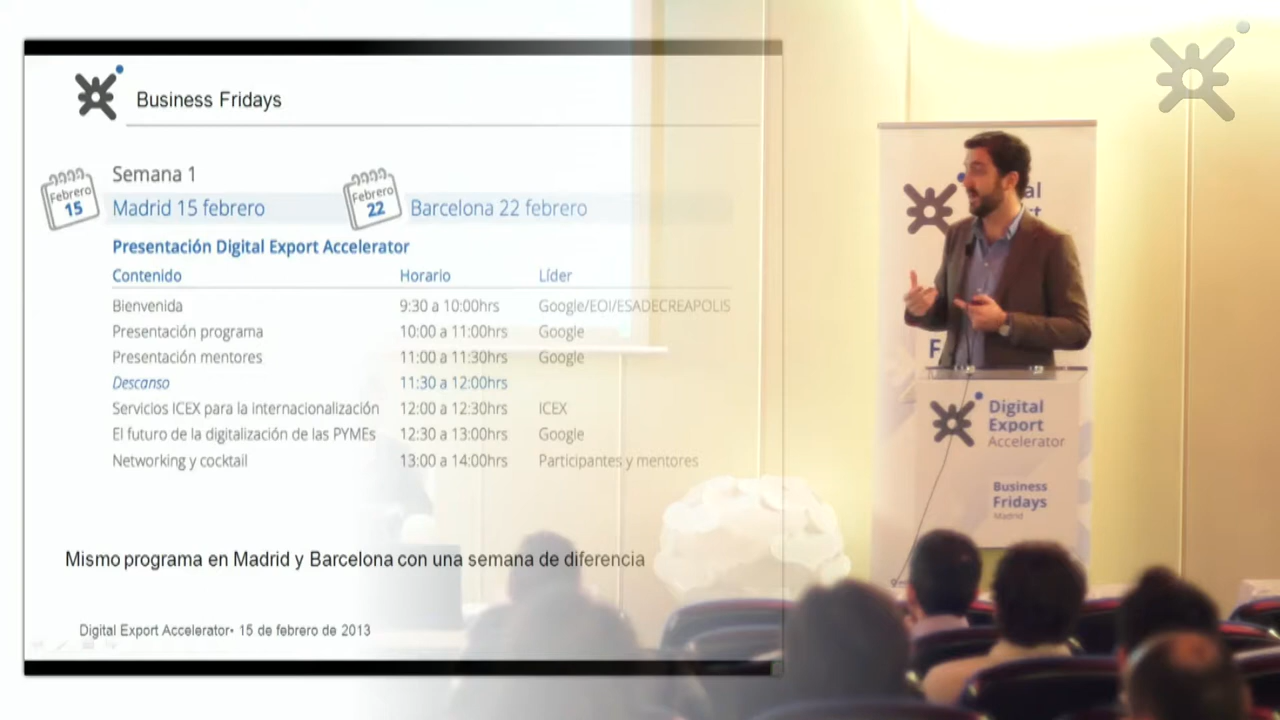 Business Fridays
Semana 1
Febrero
15
Madrid 15 febrero
Febrero
22
Barcelona 22 febrero
Presentación Digital Export Accelerator
Contenido Horario Líder
Bienvenida 9:30 a 10:00hrs Google/EOI/ESADECREAPOLIS
Presentación programa 10:00 a 11:00hrs Google
Presentación mentores 11:00 a 11:30hrs Google
Descanso 11:30 a 12:00hrs
Servicios ICEX para la internacionalización 12:00 a 12:30hrs ICEX
El futuro de la digitalización de las PYMEs 12:30 a 13:00hrs Google
Networking y cocktail 13:00 a 14:00hrs Participantes y mentores
Mismo programa en Madrid y Barcelona con una semana de diferencia
Digital Export Accelerator• 15 de febrero de 2013
Digital
Export
Accelerator
Business
Fridays
Madrid